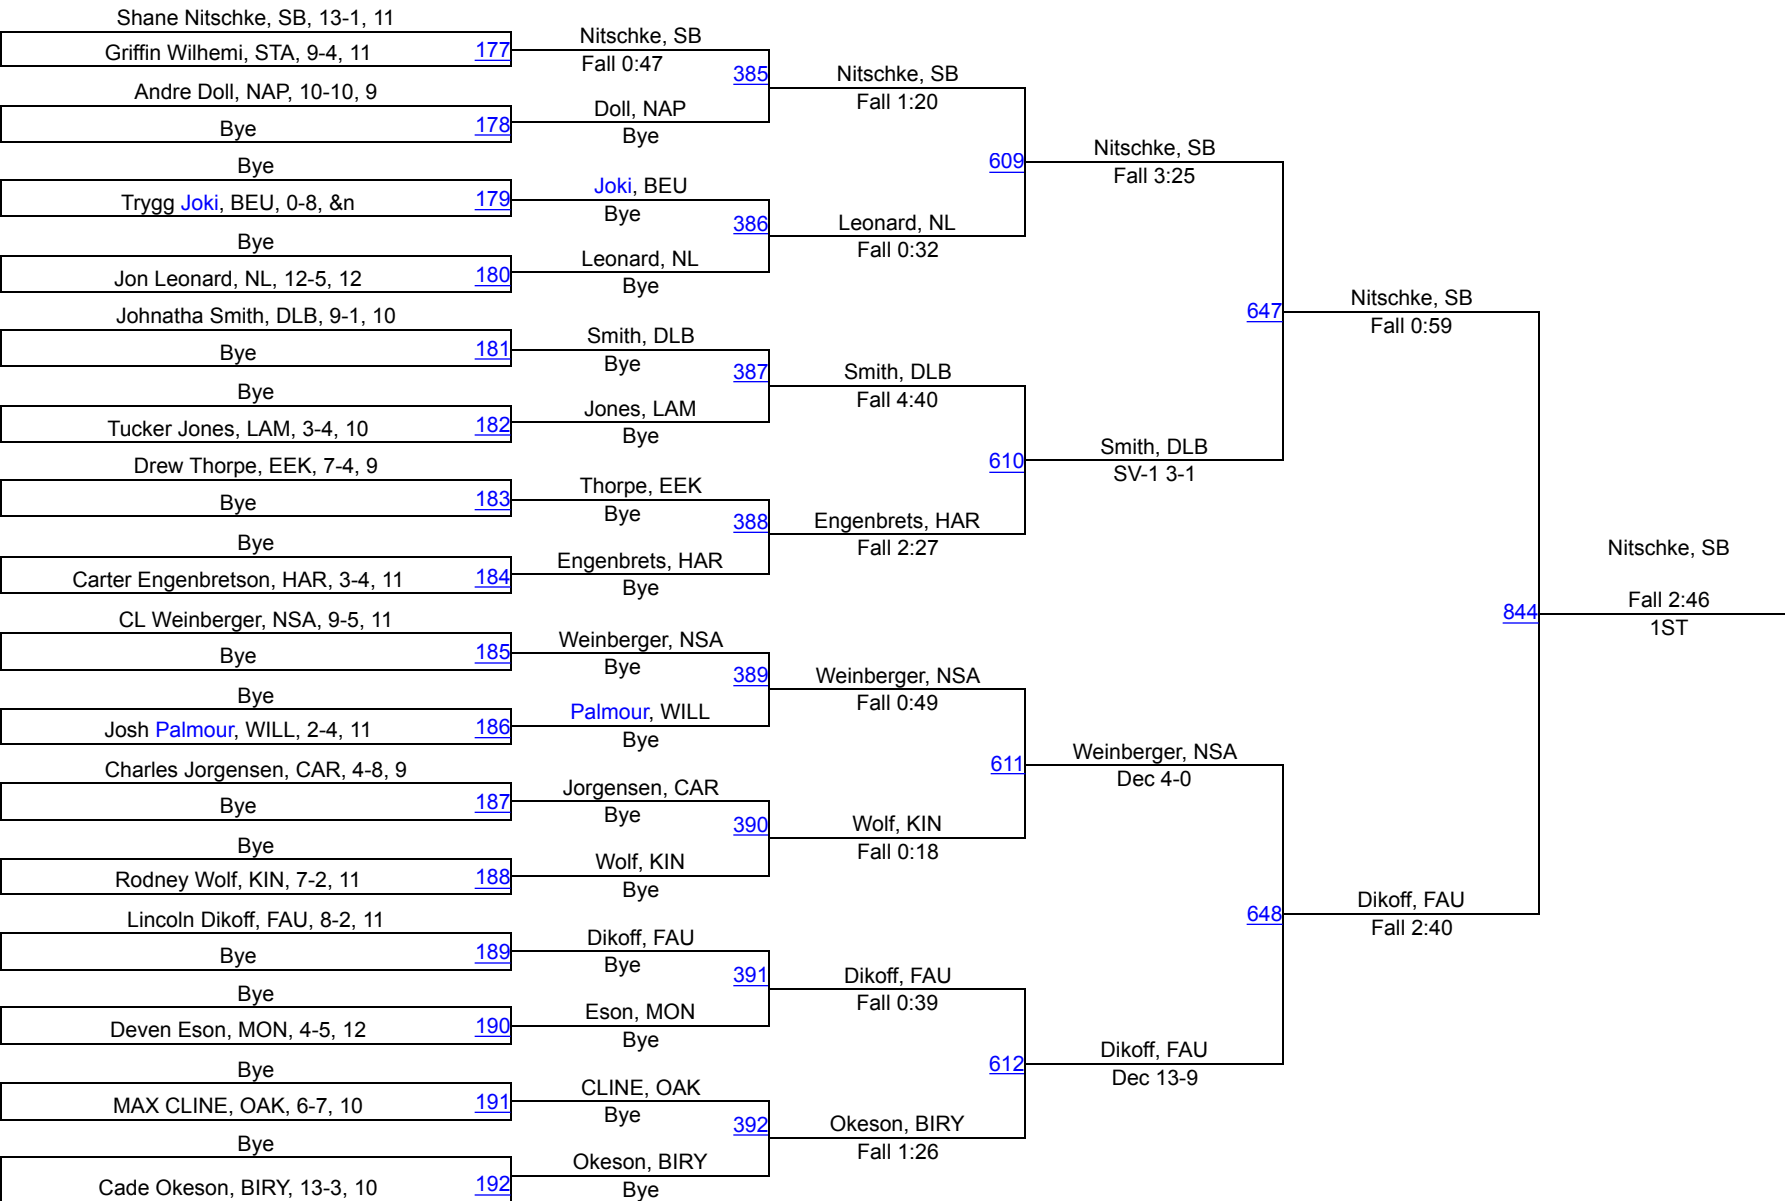 Shane Nitschke, SB, 13-1, 11
Griffin Wilhemi, STA, 9-4, 11
177
Andre Doll, NAP, 10-10, 9
Bye
178
Bye
Trygg Joki, BEU, 0-8, &n
179
Bye
Jon Leonard, NL, 12-5, 12
180
Johnatha Smith, DLB, 9-1, 10
Bye
181
Bye
Tucker Jones, LAM, 3-4, 10
182
Drew Thorpe, EEK, 7-4, 9
Bye
183
Bye
Carter Engenbretson, HAR, 3-4, 11
184
CL Weinberger, NSA, 9-5, 11
Bye
185
Bye
Josh Palmour, WILL, 2-4, 11
186
Charles Jorgensen, CAR, 4-8, 9
Bye
187
Bye
Rodney Wolf, KIN, 7-2, 11
188
Lincoln Dikoff, FAU, 8-2, 11
Bye
189
Bye
Deven Eson, MON, 4-5, 12
190
Bye
MAX CLINE, OAK, 6-7, 10
191
Bye
Cade Okeson, BIRY, 13-3, 10
192
Nitschke, SB
Fall 0:47
385
Doll, NAP
Bye
Joki, BEU
Bye
386
Leonard, NL
Bye
Smith, DLB
Bye
387
Jones, LAM
Bye
Thorpe, EEK
Bye
388
Engenbrets, HAR
Bye
Weinberger, NSA
Bye
389
Palmour, WILL
Bye
Jorgensen, CAR
Bye
390
Wolf, KIN
Bye
Dikoff, FAU
Bye
391
Eson, MON
Bye
CLINE, OAK
Bye
392
Okeson, BIRY
Bye
Nitschke, SB
Fall 1:20
609
Leonard, NL
Fall 0:32
Smith, DLB
Fall 4:40
610
Engenbrets, HAR
Fall 2:27
Weinberger, NSA
Fall 0:49
611
Wolf, KIN
Fall 0:18
Dikoff, FAU
Fall 0:39
612
Okeson, BIRY
Fall 1:26
Nitschke, SB
Fall 3:25
647
Smith, DLB
SV-1 3-1
Weinberger, NSA
Dec 4-0
648
Dikoff, FAU
Dec 13-9
Nitschke, SB
Fall 0:59
844
Dikoff, FAU
Fall 2:40
Nitschke, SB
Fall 2:46
1ST